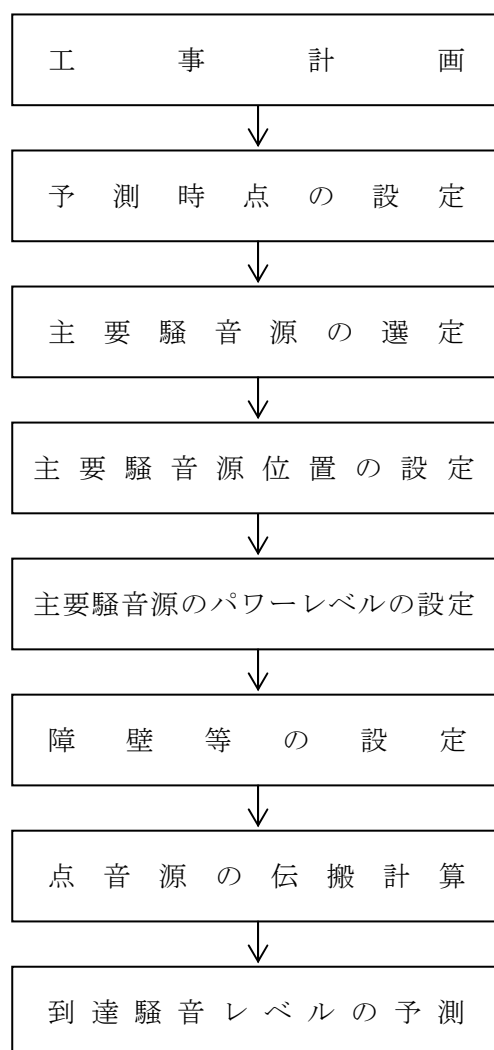 工事計画
予測時点の設定
主要騒音源の選定
主要騒音源位置の設定
主要騒音源のパワーレベルの設定
障壁等の設定
点音源の伝搬計算
到達騒音レベルの予測